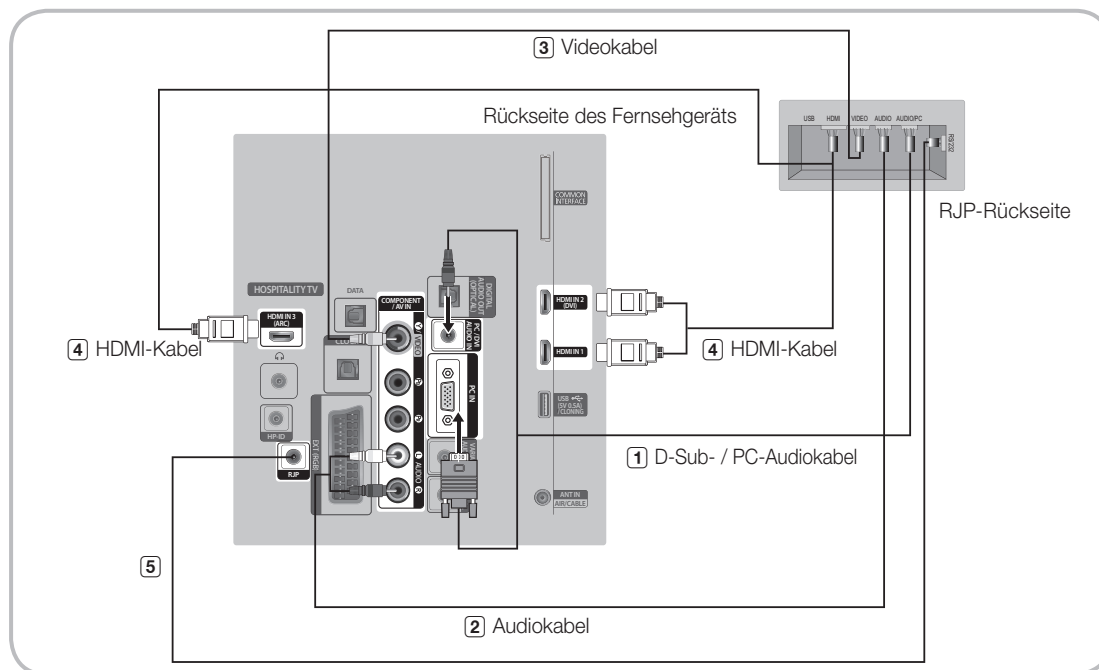 3 Videokabel
Rückseite des Fernsehgeräts
USB HDMI VIDEO AUDIO AUDIO/PC
RS232
RJP-Rückseite
COMMON
INTERFACE
HOSPITALITY TV
DATA
COMPONENT
/ AV IN
DIGITAL
AUDIO OUT
(OPTICAL)
HDMI IN 3
(ARC)
4 HDMI-Kabel
VIDEO
PC / DVI
AUDIO IN
HDMI IN 2
(DVI)
HDMI IN 1
4 HDMI-Kabel
PC IN
USB
(5V 0.5A)
/ CLONING
HP-ID
EXT (RGB)
RJP
L
AUDIO
R
1 D-Sub- / PC-Audiokabel
ANT IN
AIR/CABLE
5
2 Audiokabel